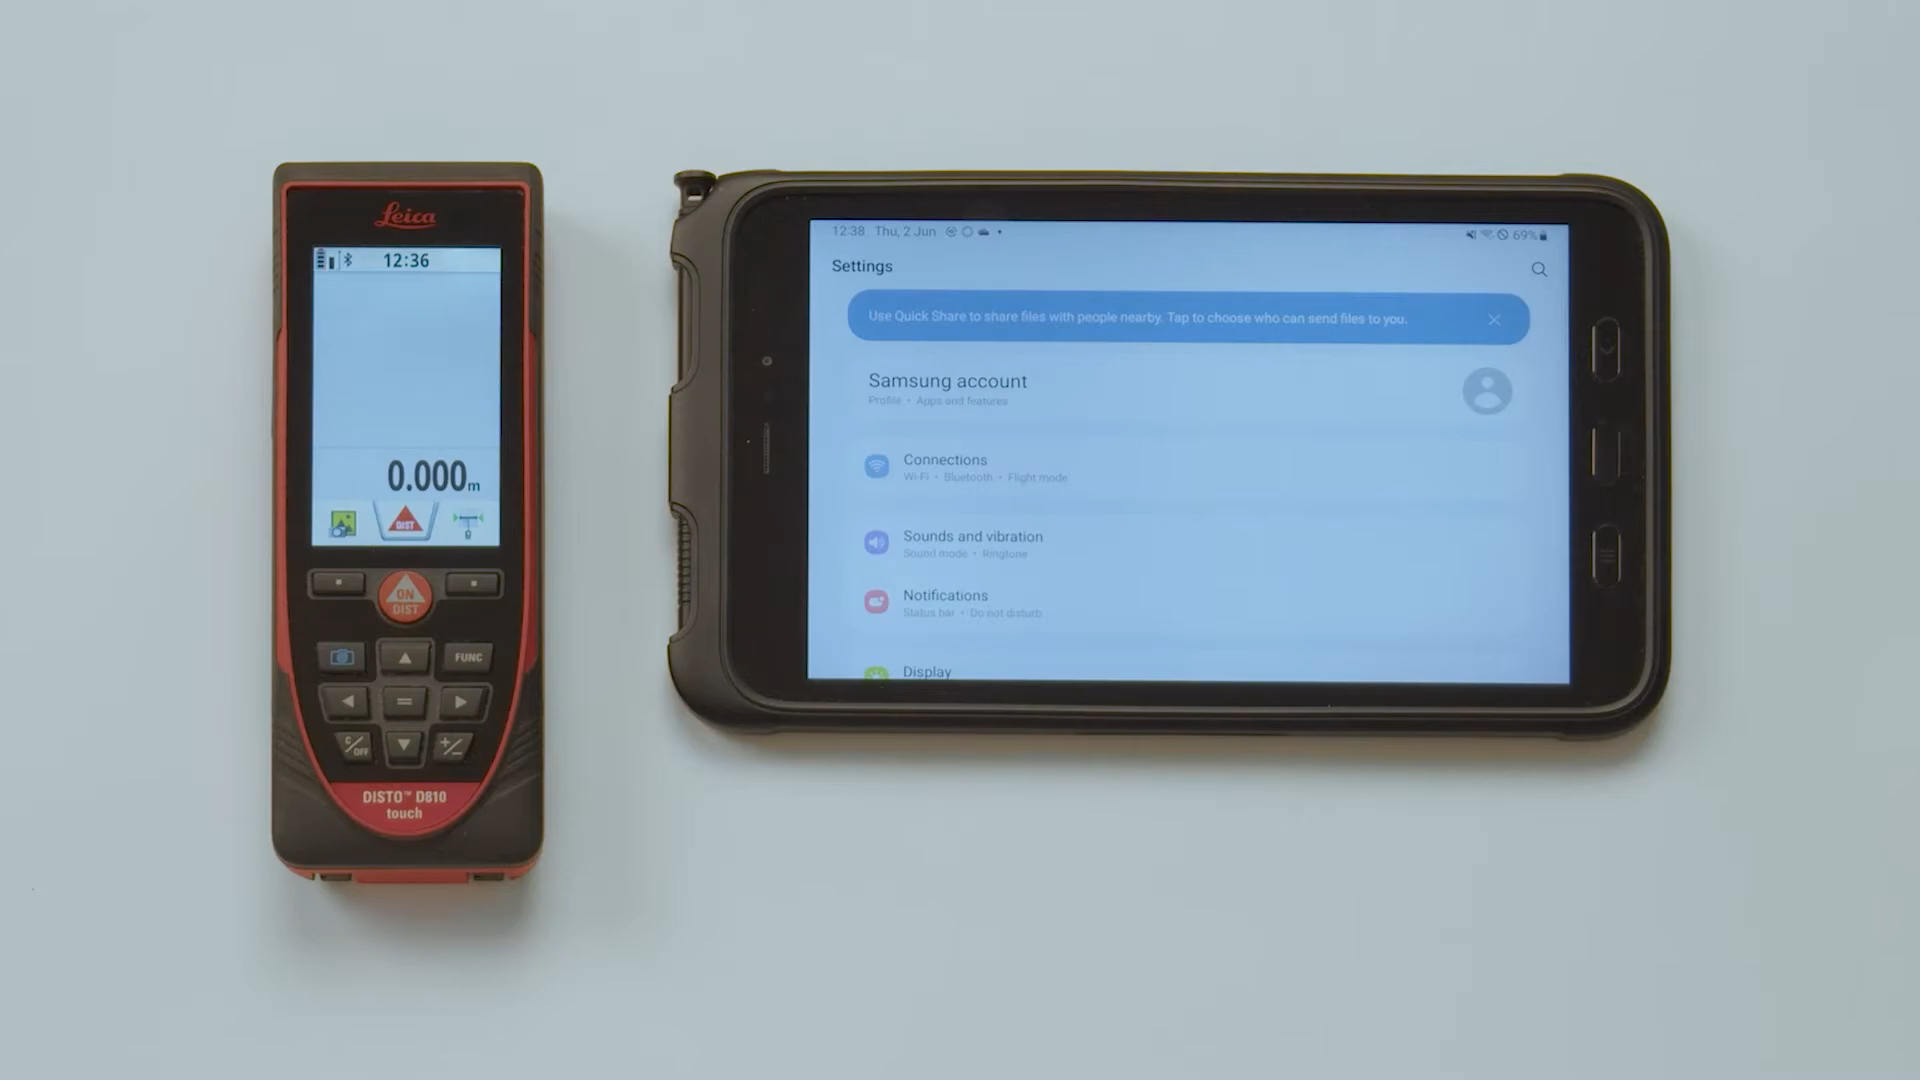 Leica
12:36
0.000m
DIST
ON
DIST
FUNC
C/OFF
+/-
DISTO™ D810
touch
12:38 Thu, 2 Jun
69%
Settings
Use Quick Share to share files with people nearby. Tap to choose who can send files to you.
Samsung account
Profile • Apps and features
Connections
Wi-Fi • Bluetooth • Flight mode
Sounds and vibration
Sound mode • Ringtone
Notifications
Status bar • Do not disturb
Display